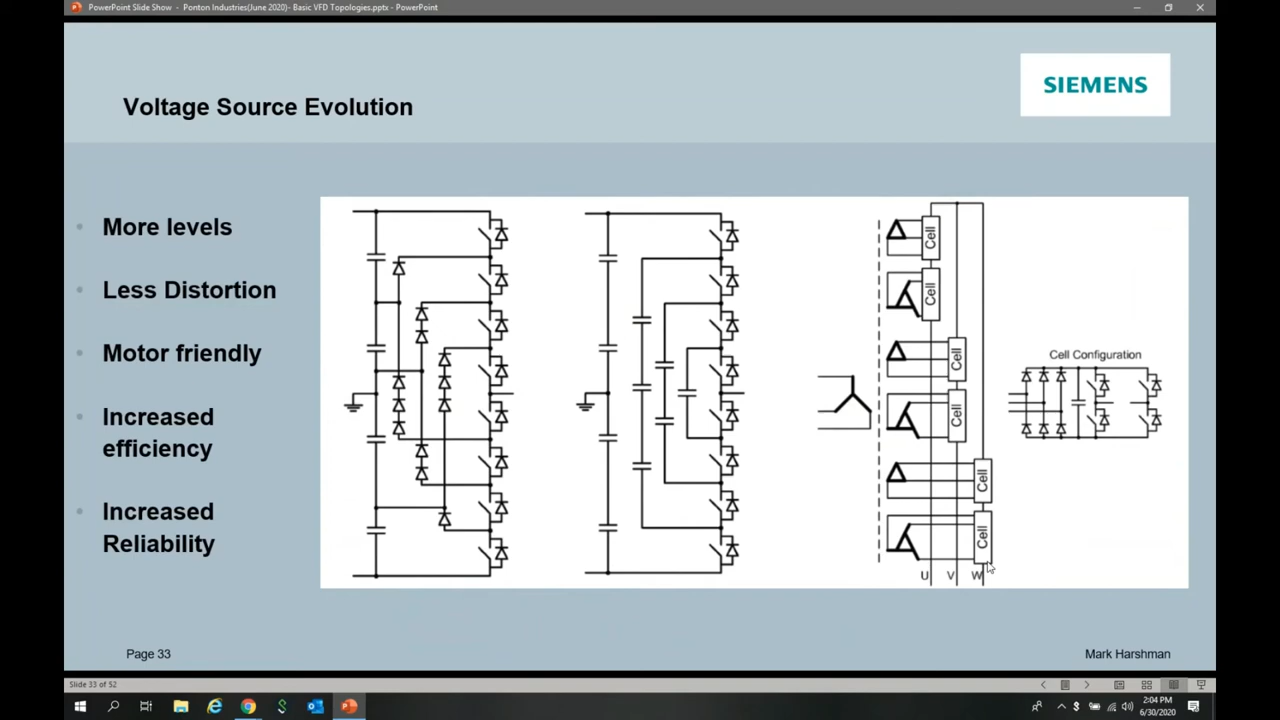 PowerPoint Slide Show - Ponton Industries(June 2020)- Basic VFD Topologies.pptx - PowerPoint
SIEMENS
Voltage Source Evolution
More levels
Less Distortion
Motor friendly
Increased
efficiency
Increased
Reliability
Cell
Cell
Cell
Cell
Cell
Cell
U V W
Cell Configuration
Page 33
Mark Harshman
Slide 33 of 52
2:04 PM
6/30/2020